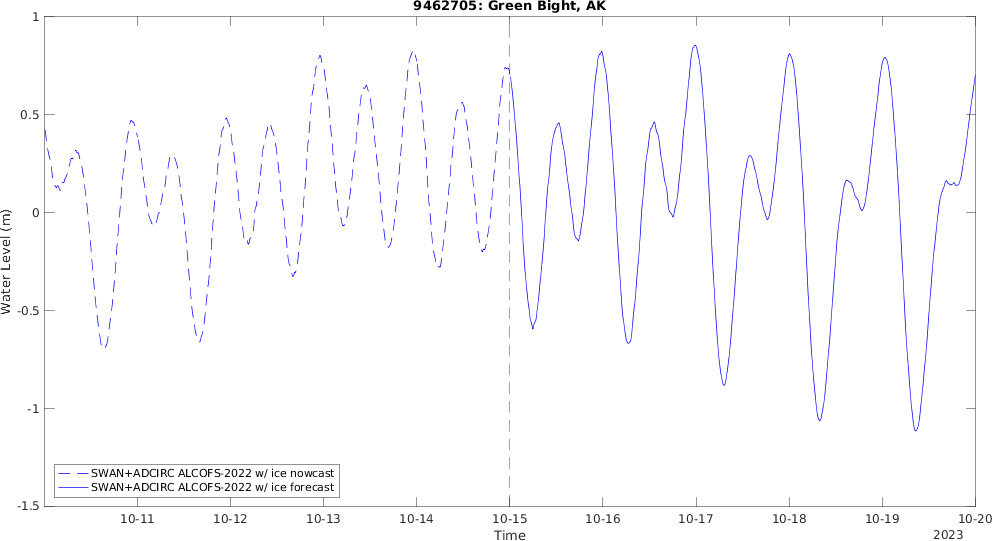 9462705: Green Bight, AK
1
0.5
0
-0.5
-1
-1.5
Water Level (m)
SWAN+ADCIRC ALCOFS-2022 w/ ice nowcast
SWAN+ADCIRC ALCOFS-2022 w/ ice forecast
10-11 10-12 10-13 10-14 10-15 10-16 10-17 10-18 10-19 10-20
Time
2023